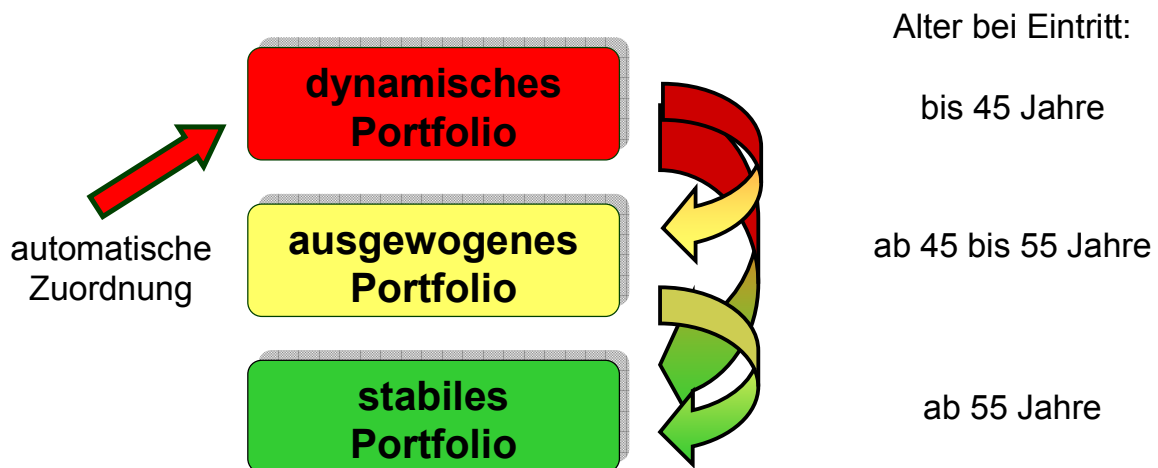 Alter bei Eintritt:
dynamisches
Portfolio
bis 45 Jahre
automatische
Zuordnung
ausgewogenes
Portfolio
ab 45 bis 55 Jahre
stabiles
Portfolio
ab 55 Jahre